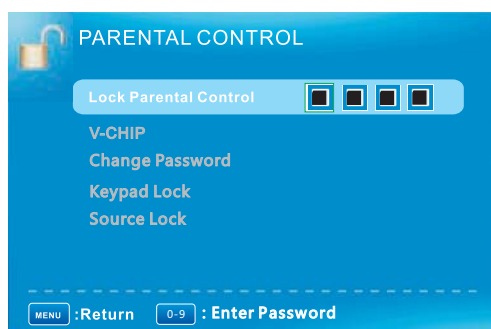 PARENTAL CONTROL
Lock Parental Control
V-CHIP
Change Password
Keypad Lock
Source Lock
MENU :Return 0-9 : Enter Password